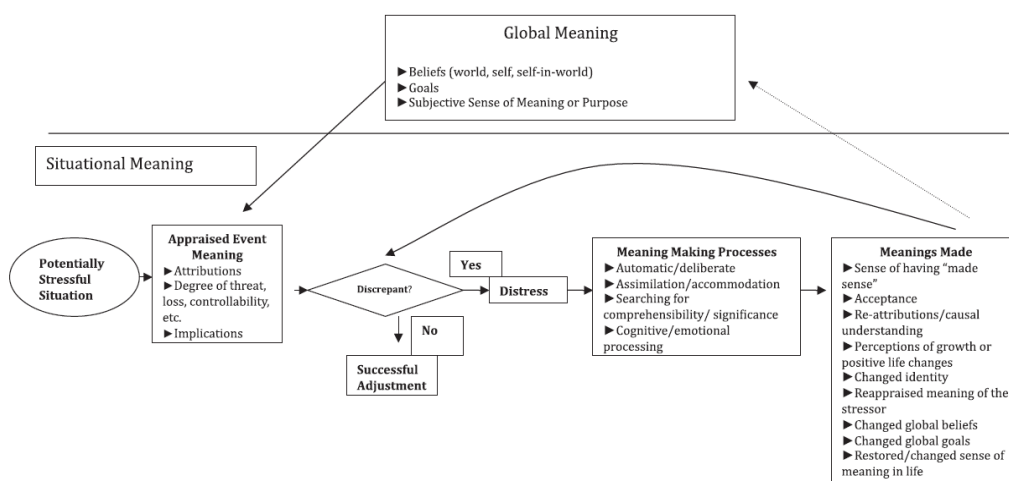 Global Meaning
►Beliefs (world, self, self-in-world)
►Goals
►Subjective Sense of Meaning or Purpose
Situational Meaning
Potentially
Stressful
Situation
Appraised Event
Meaning
►Attributions
►Degree of threat,
loss, controllability,
etc.
►Implications
Discrepant?
Yes
Distress
No
Successful
Adjustment
Meaning Making Processes
►Automatic/deliberate
►Assimilation/accommodation
►Searching for
comprehensibility/ significance
►Cognitive/emotional
processing
Meanings Made
►Sense of having “made
sense”
►Acceptance
►Re-attributions/causal
understanding
►Perceptions of growth or
positive life changes
►Changed identity
►Reappraised meaning of the
stressor
►Changed global beliefs
►Changed global goals
►Restored/changed sense of
meaning in life